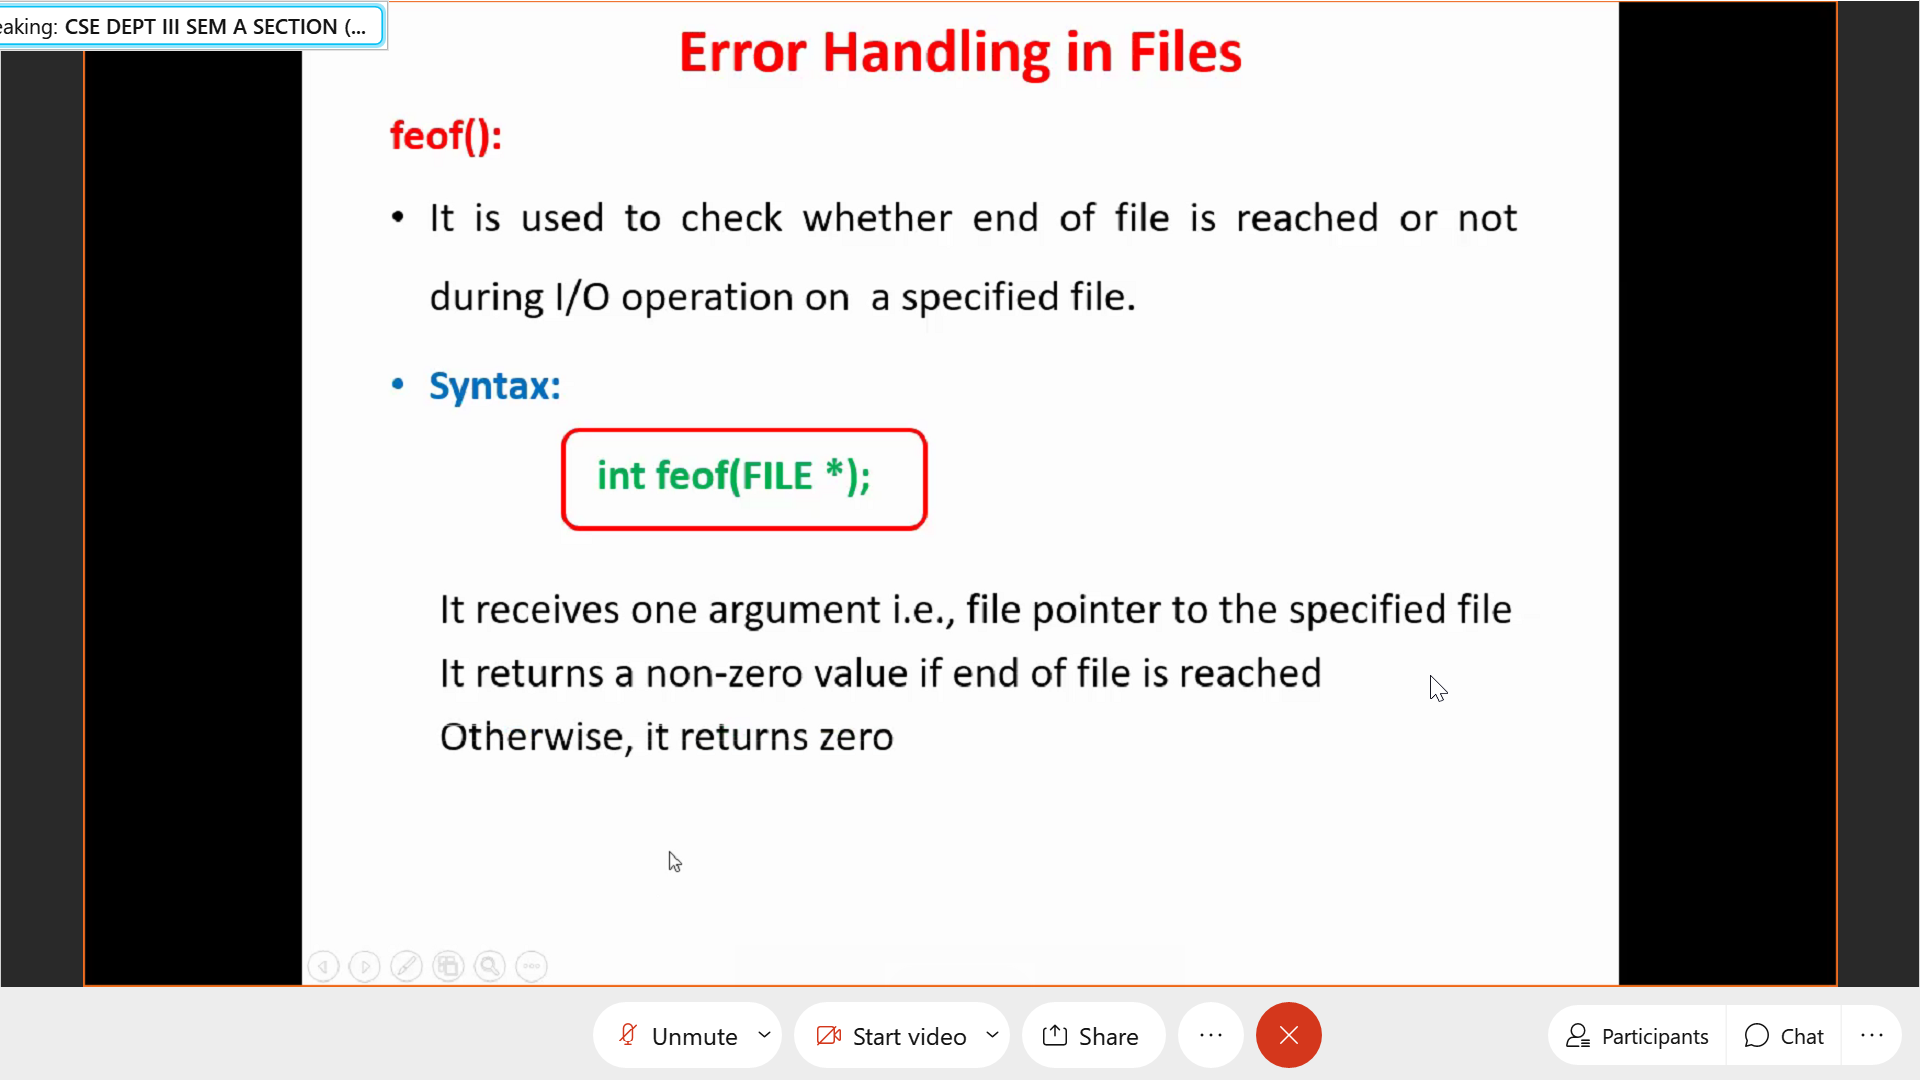 eaking: CSE DEPT III SEM A SECTION (...
Error Handling in Files
feof():
• It is used to check whether end of file is reached or not
during I/O operation on a specified file.
• Syntax:
int feof(FILE *);
It receives one argument i.e., file pointer to the specified file
It returns a non-zero value if end of file is reached
Otherwise, it returns zero
Unmute
Start video
Share
Participants
Chat